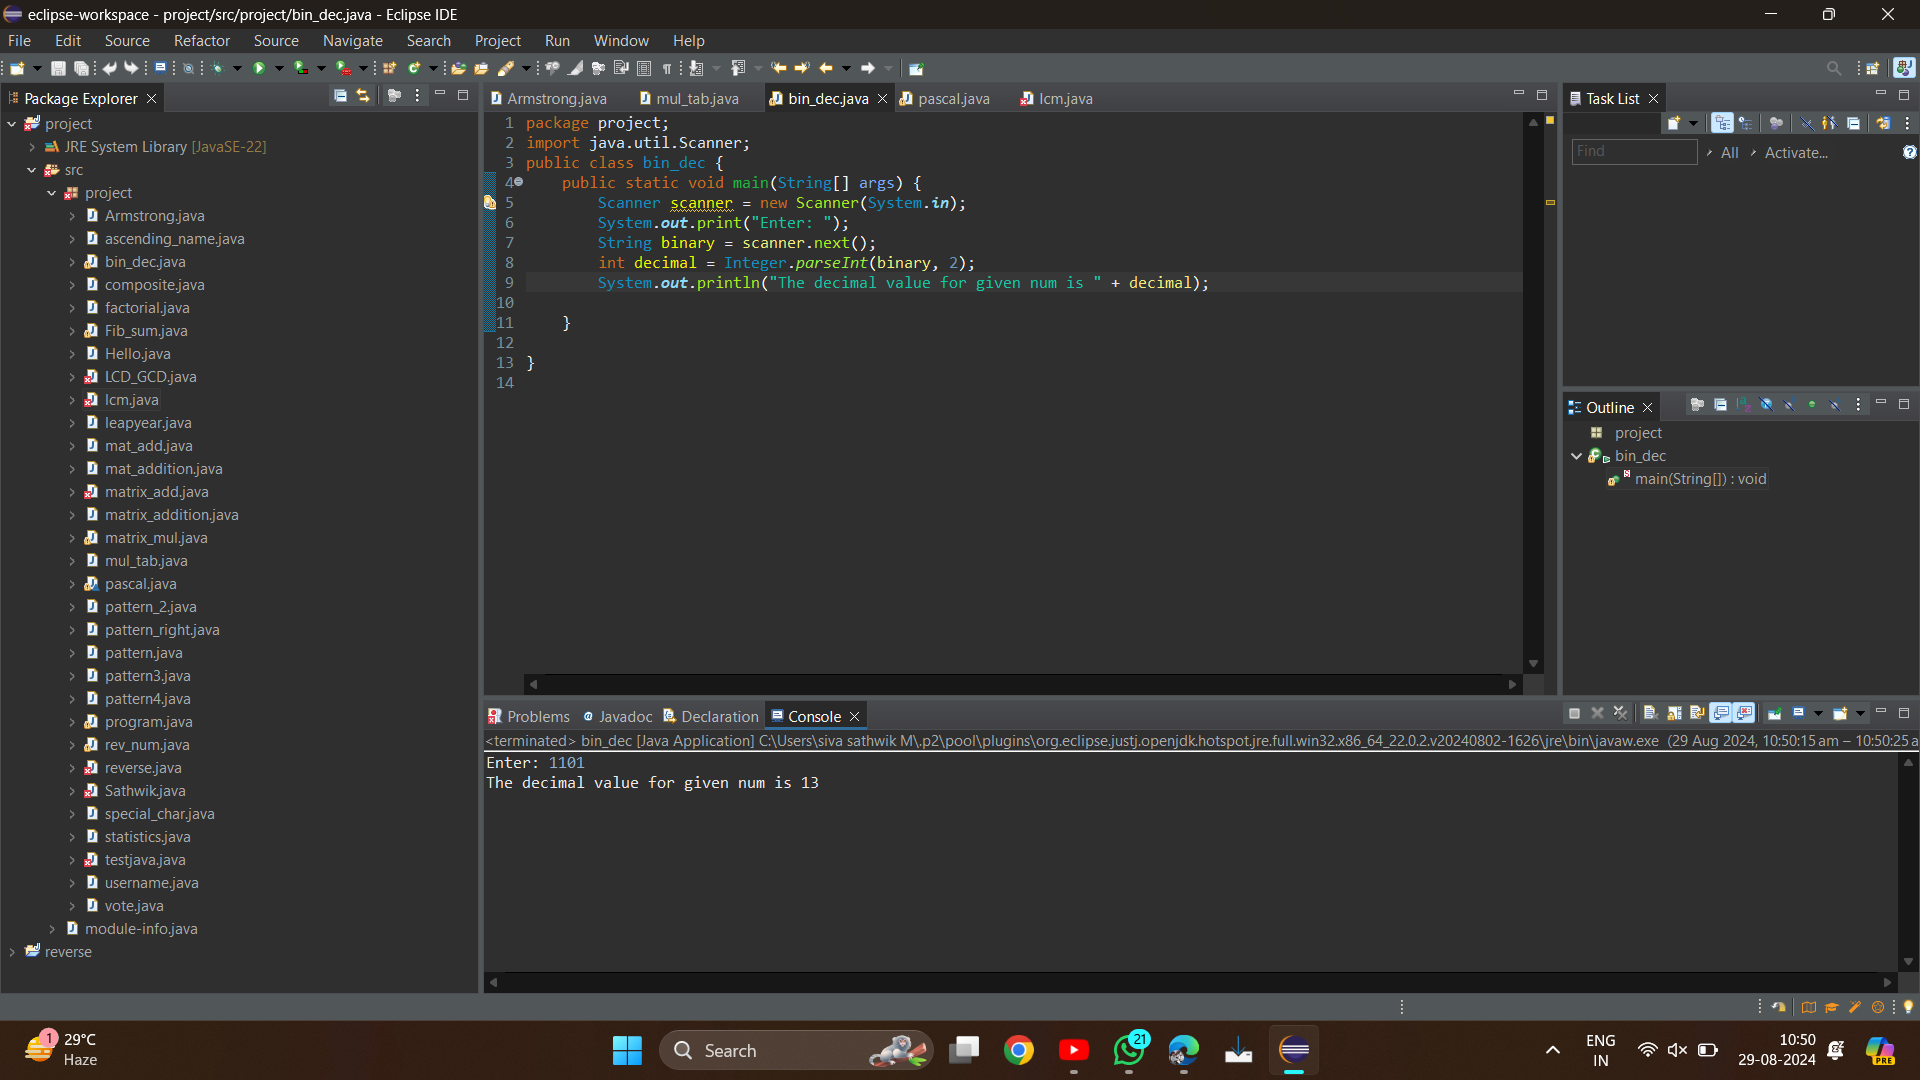 eclipse-workspace - project/src/project/bin_dec.java - Eclipse IDE
File Edit Source Refactor Source Navigate Search Project Run Window Help
Package Explorer
project
JRE System Library [JavaSE-22]
src
project
Armstrong.java
ascending_name.java
bin_dec.java
composite.java
factorial.java
Fib_sum.java
Hello.java
LCD_GCD.java
lcm.java
leapyear.java
mat_add.java
mat_addition.java
matrix_add.java
matrix_addition.java
matrix_mul.java
mul_tab.java
pascal.java
pattern_2.java
pattern_right.java
pattern.java
pattern3.java
pattern4.java
program.java
rev_num.java
reverse.java
Sathwik.java
special_char.java
statistics.java
testjava.java
username.java
vote.java
module-info.java
reverse
Armstrong.java mul_tab.java bin_dec.java pascal.java lcm.java
1 package project;
2 import java.util.Scanner;
3 public class bin_dec {
4 public static void main(String[] args) {
5 Scanner scanner = new Scanner(System.in);
6 System.out.print("Enter: ");
7 String binary = scanner.next();
8 int decimal = Integer.parseInt(binary, 2);
9 System.out.println("The decimal value for given num is " + decimal);
10
11 }
12
13 }
14
Task List
Find All Activate...
Outline
project
bin_dec
main(String[]) : void
Problems Javadoc Declaration Console
<terminated> bin_dec [Java Application] C:\Users\siva sathwik M\.p2\pool\plugins\org.eclipse.justj.openjdk.hotspot.jre.full.win32.x86_64_22.0.2.v20240802-1626\jre\bin\javaw.exe (29 Aug 2024, 10:50:15 am – 10:50:25 a
Enter: 1101
The decimal value for given num is 13
1
29°C
Haze
Search
21
ENG
IN
10:50
29-08-2024
PRE